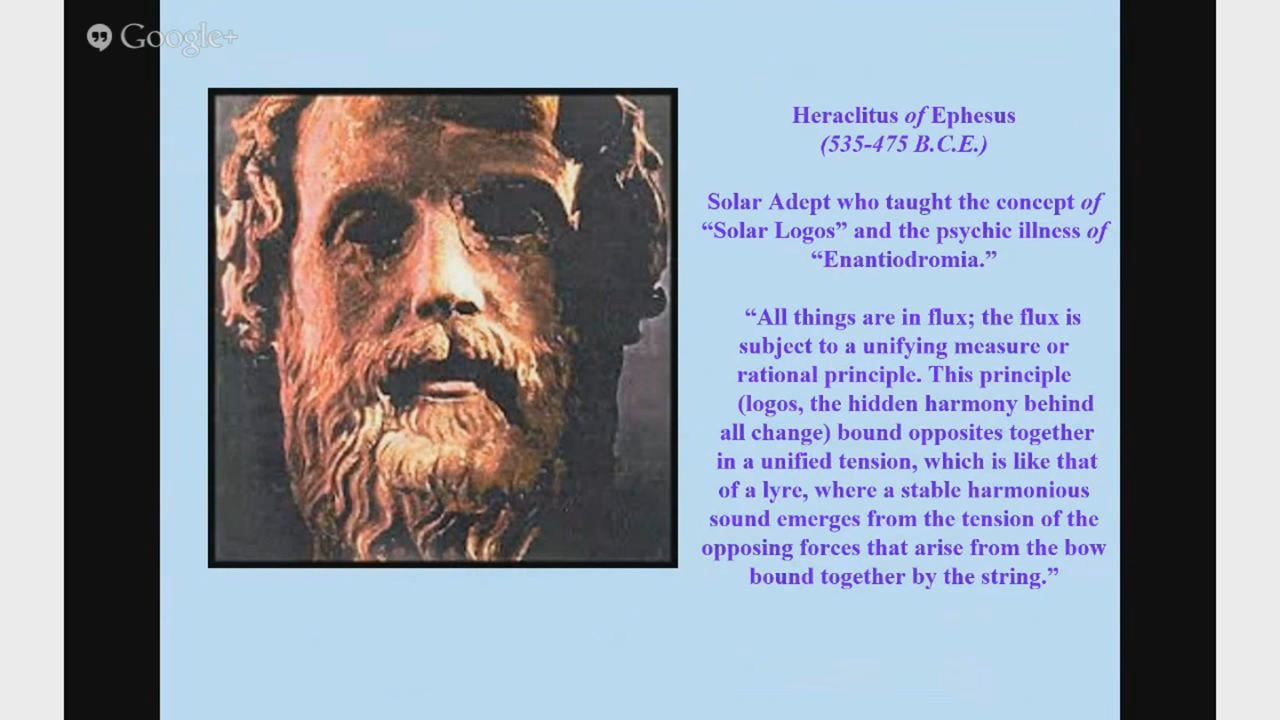 Google+
Heraclitus of Ephesus
(535-475 B.C.E.)
Solar Adept who taught the concept of
“Solar Logos” and the psychic illness of
“Enantiodromia.”
“All things are in flux; the flux is
subject to a unifying measure or
rational principle. This principle
(logos, the hidden harmony behind
all change) bound opposites together
in a unified tension, which is like that
of a lyre, where a stable harmonious
sound emerges from the tension of the
opposing forces that arise from the bow
bound together by the string.”